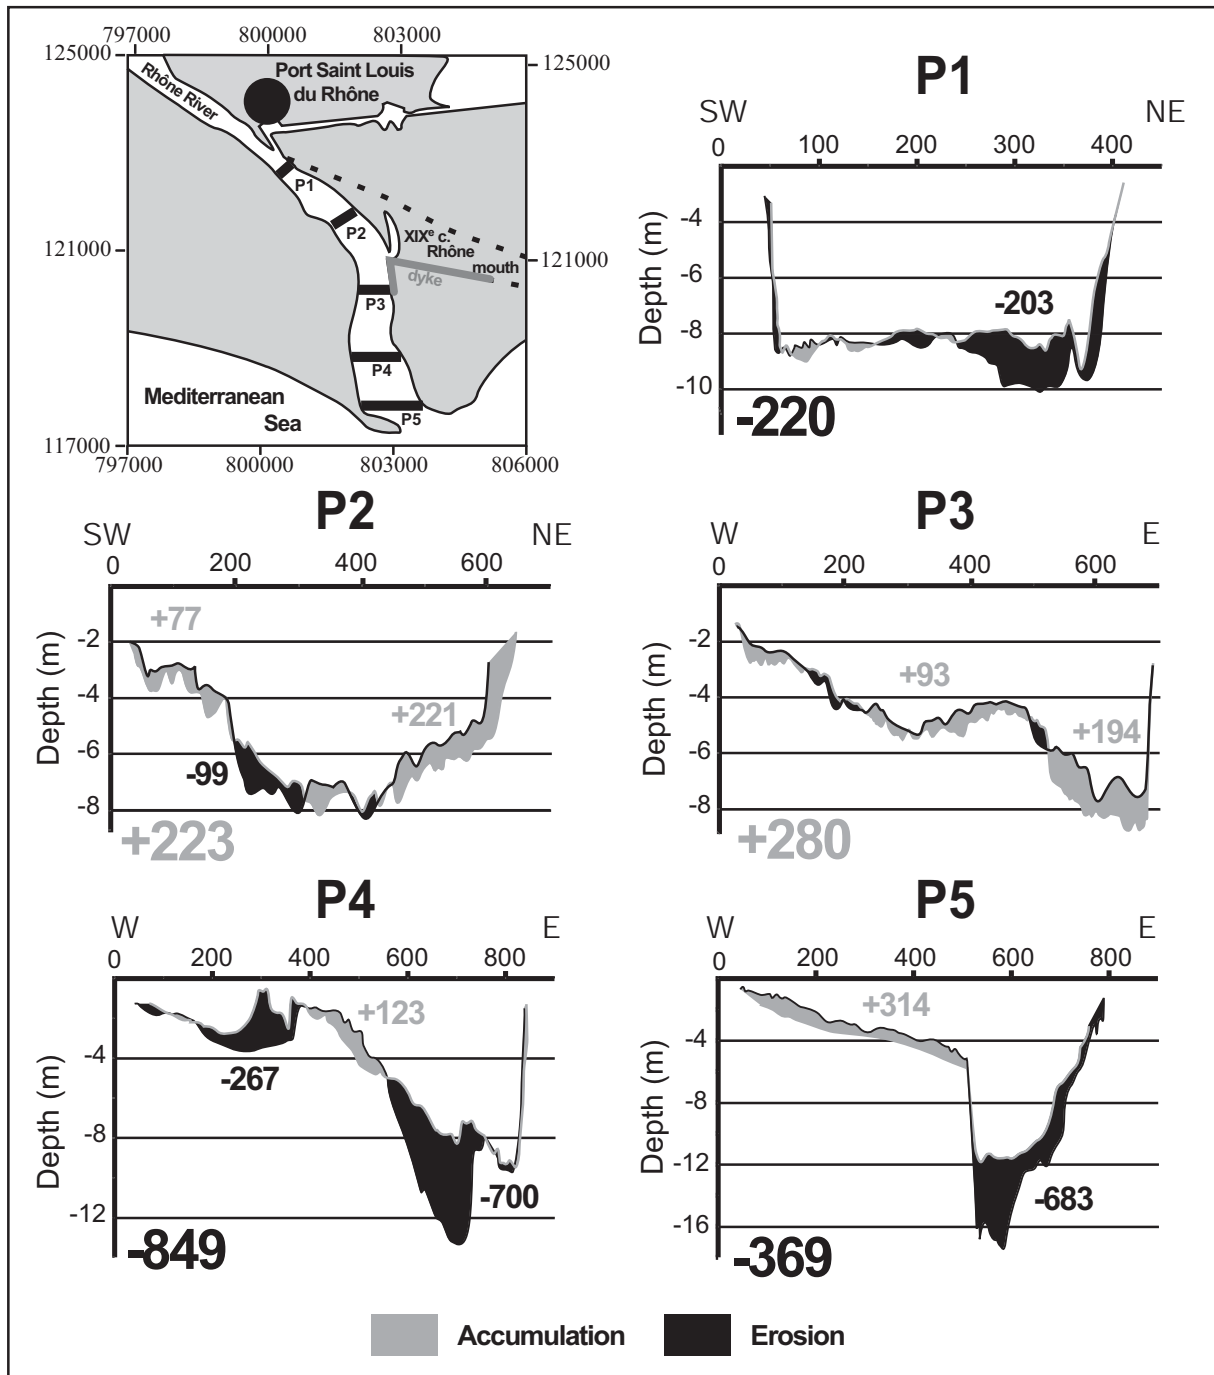 797000 800000 803000
125000
125000
Port Saint Louis
du Rhône
Rhône River
P1
P2
XIXe c.
Rhône
mouth
dyke
121000
121000
P3
P4
P5
Mediterranean
Sea
117000
797000 800000 803000 806000
P1
SW NE
0 100 200 300 400
Depth (m)
-4
-6
-8
-10
-203
-220
P2
SW NE
0 200 400 600
Depth (m)
-2
-4
-6
-8
+77
+221
-99
+223
P3
W E
0 200 400 600
Depth (m)
-2
-4
-6
-8
+93
+194
+280
P4
W E
0 200 400 600 800
Depth (m)
-4
-8
-12
+123
-267
-700
-849
P5
W E
0 200 400 600 800
Depth (m)
-4
-8
-12
-16
+314
-683
-369
Accumulation Erosion